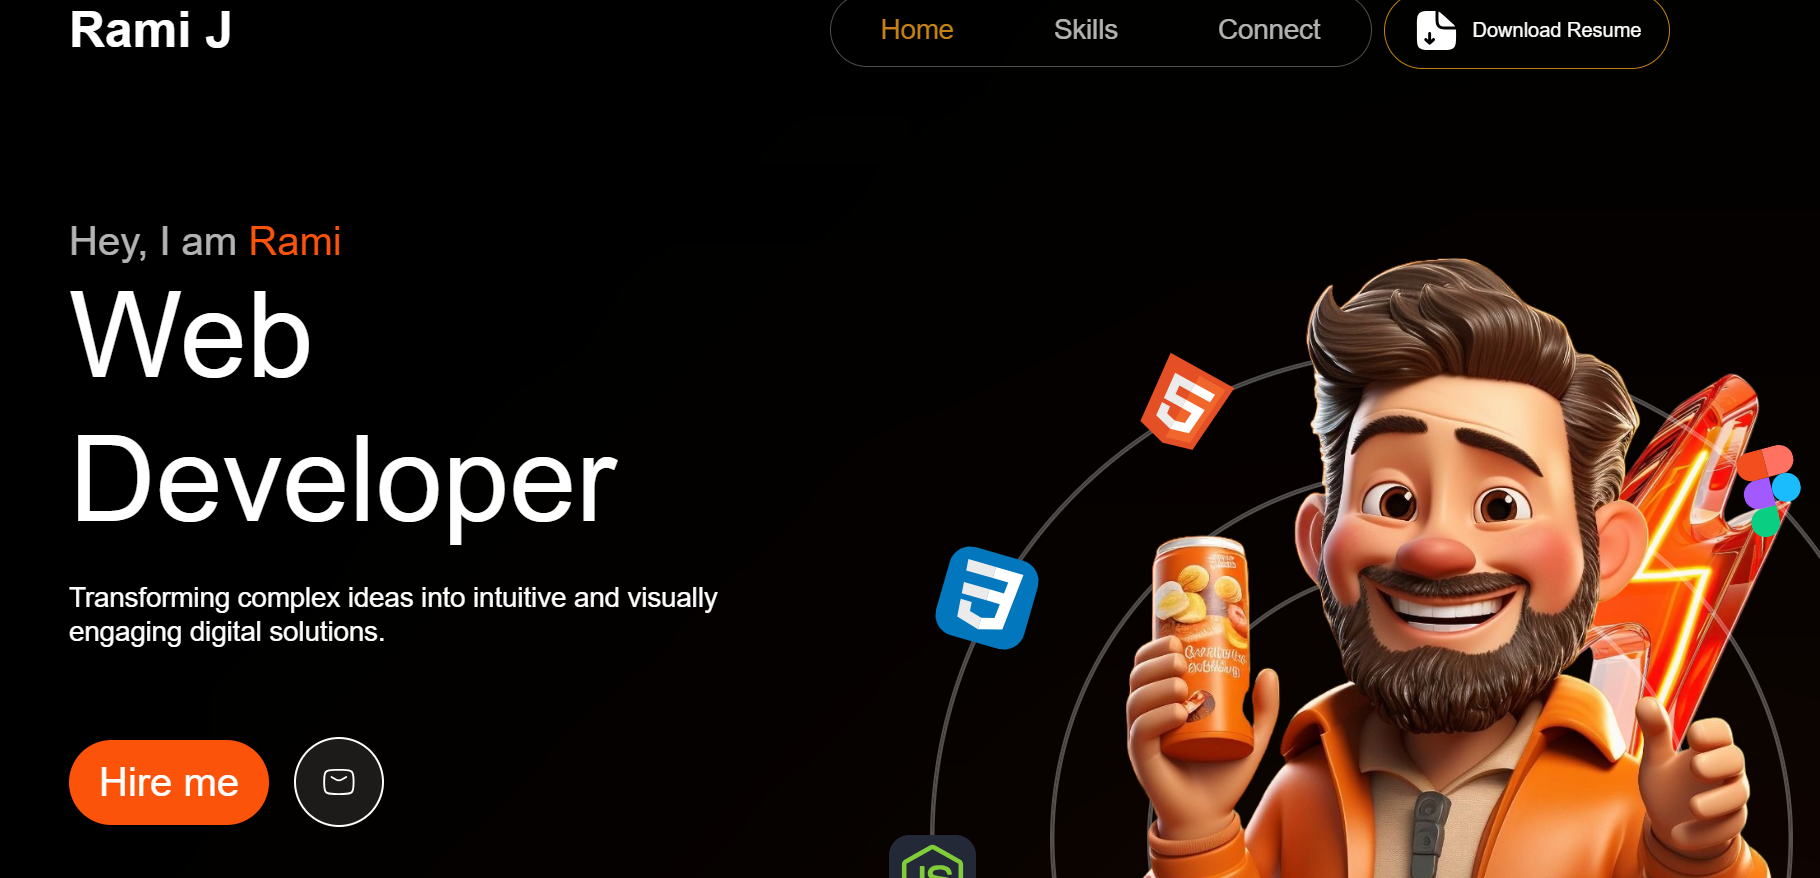 Rami J
Home
Skills
Connect
Download Resume
Hey, I am Rami
Web
Developer
Transforming complex ideas into intuitive and visually
engaging digital solutions.
Hire me